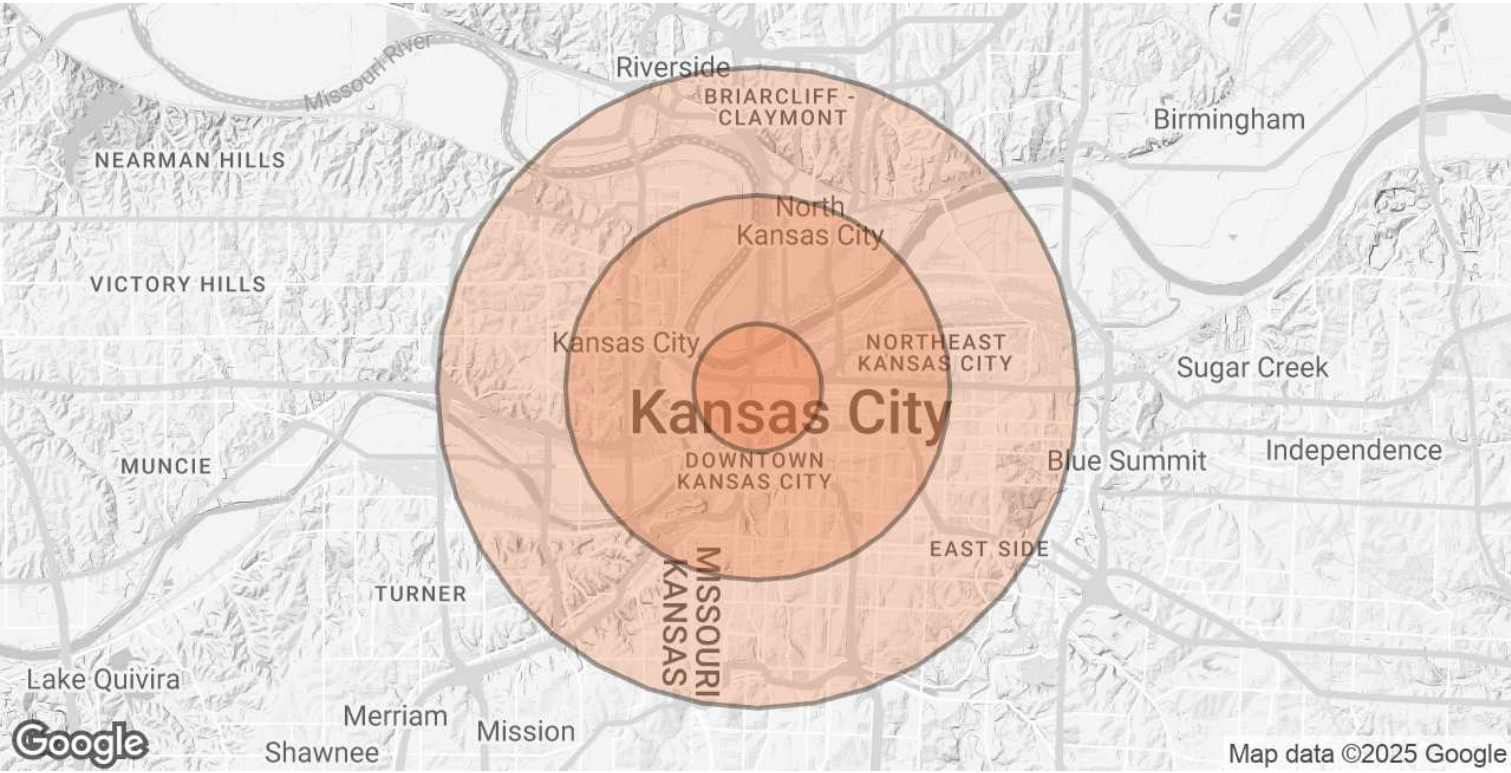 Missouri River
Riverside
BRIARCLIFF -
CLAYMONT
Birmingham
NEARMAN HILLS
North
Kansas City
VICTORY HILLS
Kansas City
NORTHEAST
KANSAS CITY
Sugar Creek
Kansas City
DOWNTOWN
KANSAS CITY
MUNCIE
Blue Summit
Independence
EAST SIDE
MISSOURI
KANSAS
TURNER
Lake Quivira
Merriam
Mission
Shawnee
Google
Map data ©2025 Google